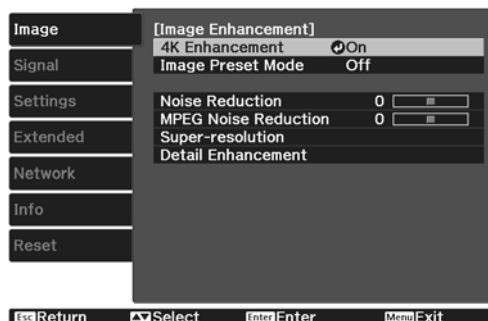 Image
Signal
Settings
Extended
Network
Info
Reset
[Image Enhancement]
4K Enhancement On
Image Preset Mode Off
Noise Reduction 0
MPEG Noise Reduction 0
Super-resolution
Detail Enhancement
Esc Return Select Enter Enter Menu Exit